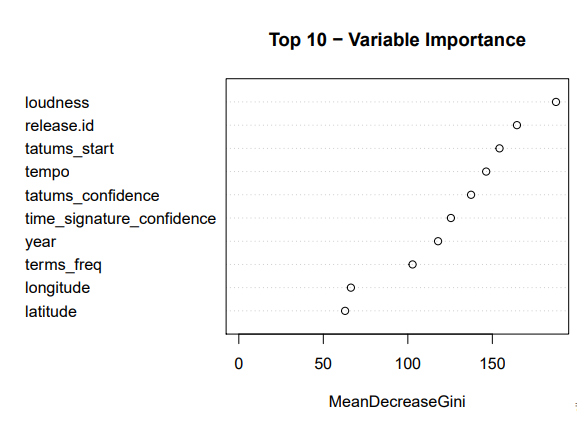 Top 10 − Variable Importance
loudness
release.id
tatums_start
tempo
tatums_confidence
time_signature_confidence
year
terms_freq
longitude
latitude
0 50 100 150
MeanDecreaseGini